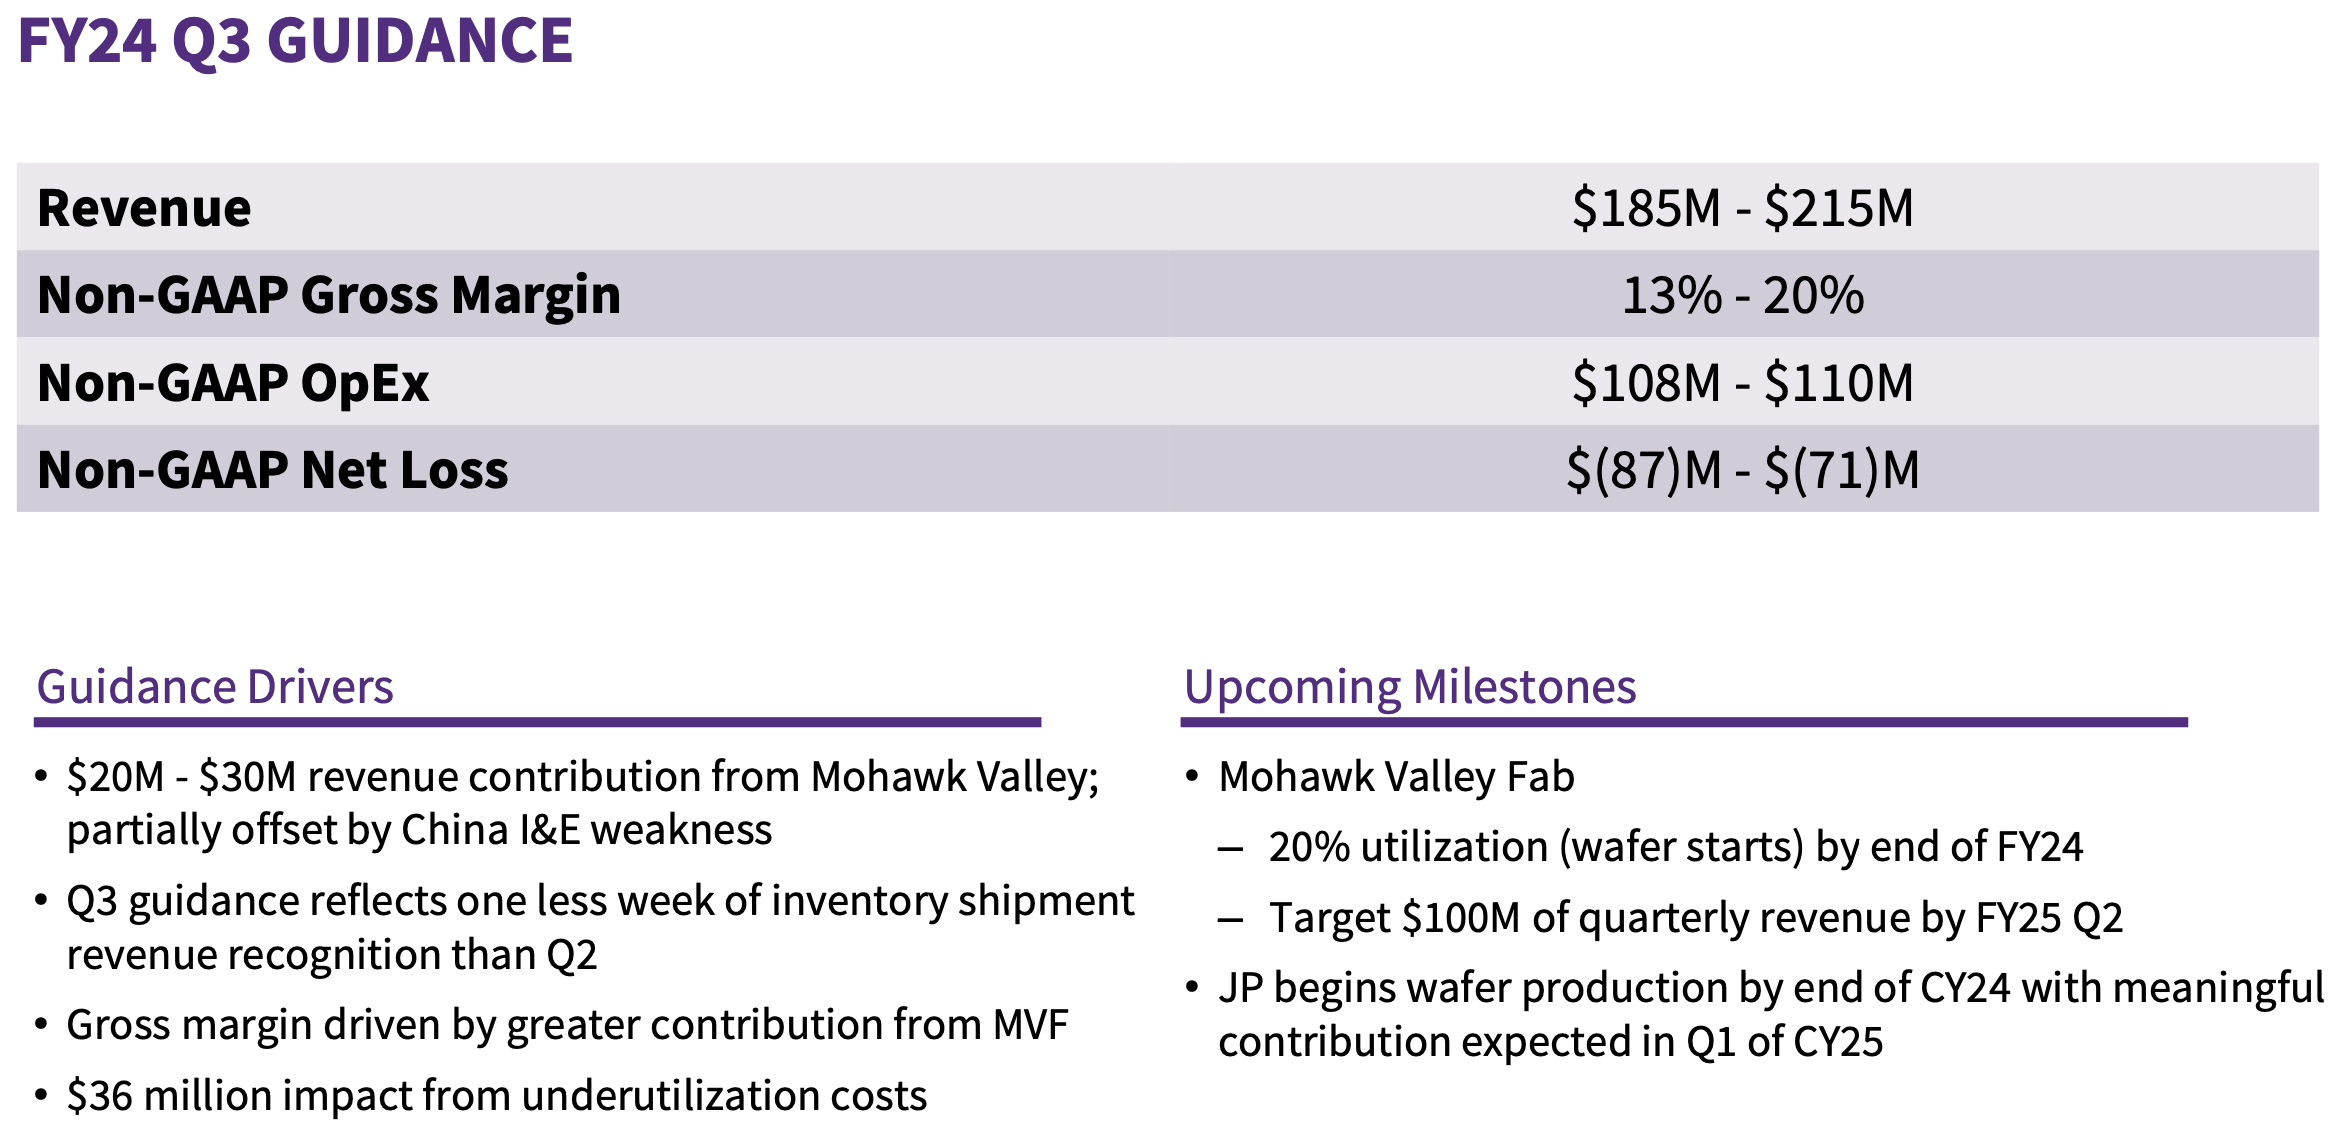 FY24 Q3 GUIDANCE
Revenue $185M - $215M
Non-GAAP Gross Margin 13% - 20%
Non-GAAP OpEx $108M - $110M
Non-GAAP Net Loss $(87)M - $(71)M
Guidance Drivers
• $20M - $30M revenue contribution from Mohawk Valley;
partially offset by China I&E weakness
• Q3 guidance reflects one less week of inventory shipment
revenue recognition than Q2
• Gross margin driven by greater contribution from MVF
• $36 million impact from underutilization costs
Upcoming Milestones
• Mohawk Valley Fab
– 20% utilization (wafer starts) by end of FY24
– Target $100M of quarterly revenue by FY25 Q2
• JP begins wafer production by end of CY24 with meaningful
contribution expected in Q1 of CY25